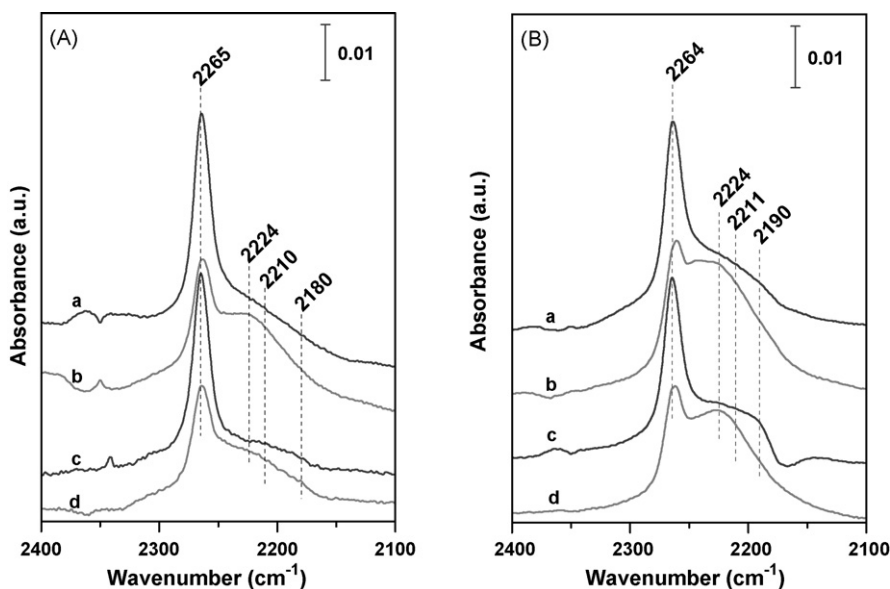 (A)
0.01
2265
2224
2210
2180
a
b
c
d
Absorbance (a.u.)
2400 2300 2200 2100
Wavenumber (cm⁻¹)
(B)
0.01
2264
2224
2211
2190
a
b
c
d
Absorbance (a.u.)
2400 2300 2200 2100
Wavenumber (cm⁻¹)